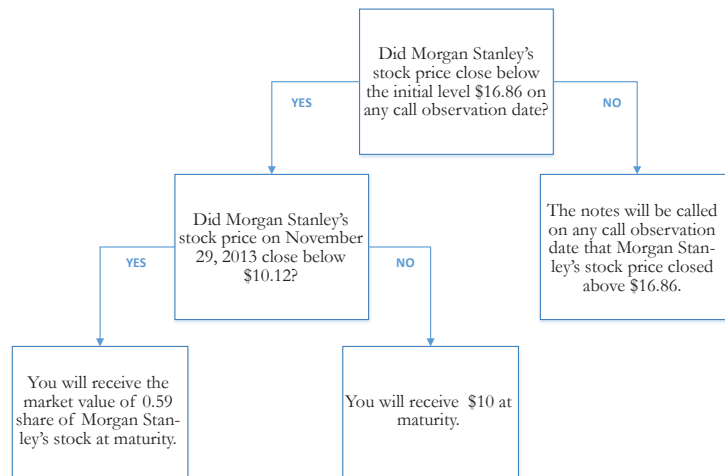 Did Morgan Stanley's
stock price close below
the initial level $16.86 on
any call observation date?
YES
NO
Did Morgan Stanley's
stock price on November
29, 2013 close below
$10.12?
The notes will be called
on any call observation
date that Morgan Stan-
ley's stock price closed
above $16.86.
YES
NO
You will receive the
market value of 0.59
share of Morgan Stan-
ley's stock at maturity.
You will receive $10 at
maturity.